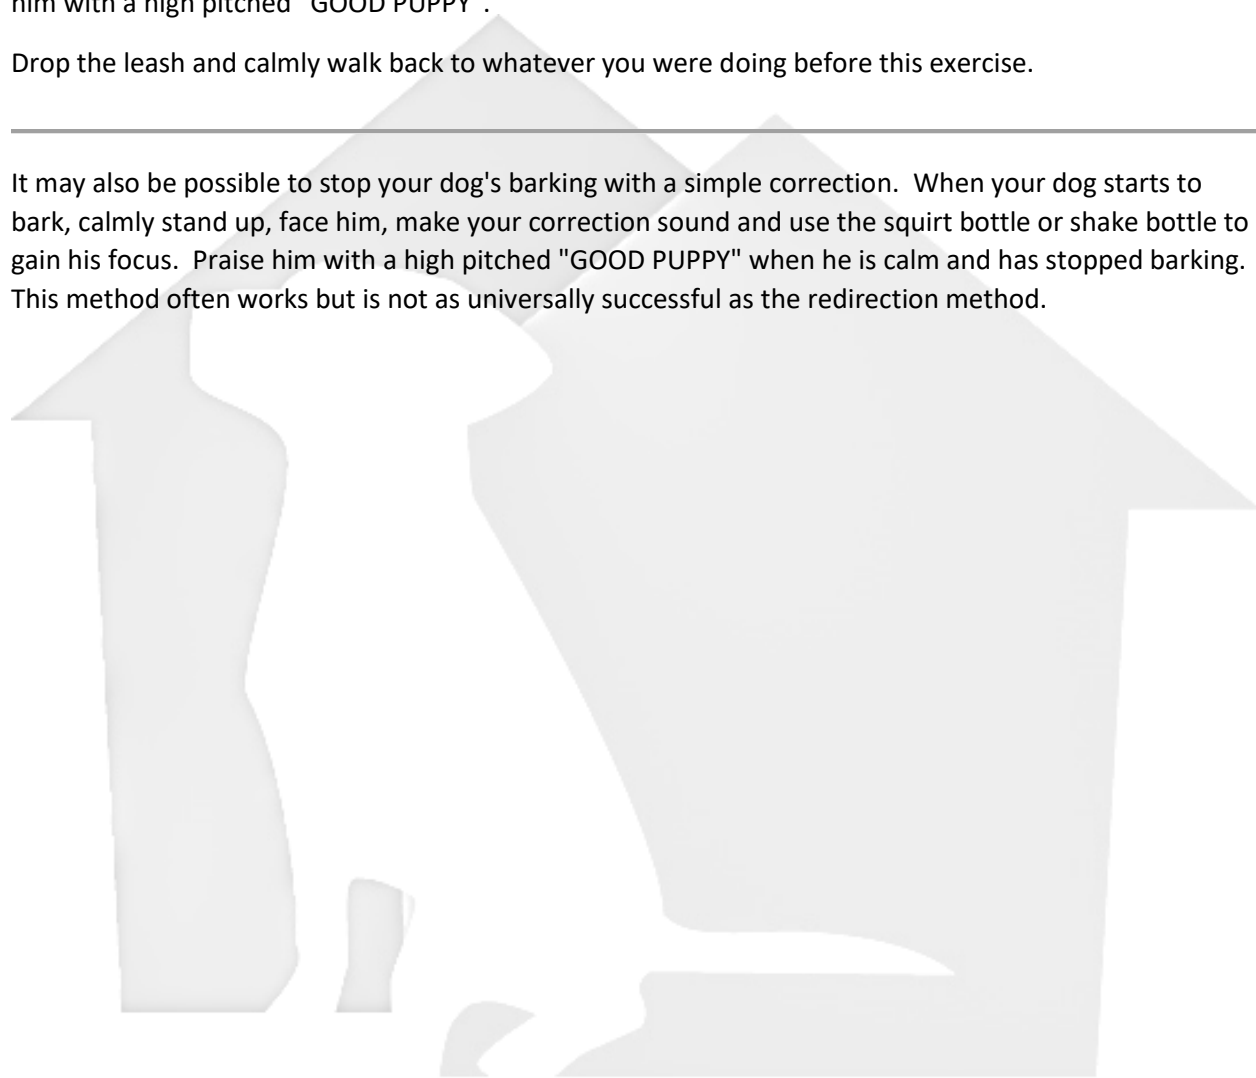 him with a high pitched "GOOD PUPPY".
Drop the leash and calmly walk back to whatever you were doing before this exercise.
It may also be possible to stop your dog's barking with a simple correction.  When your dog starts to
bark, calmly stand up, face him, make your correction sound and use the squirt bottle or shake bottle to
gain his focus.  Praise him with a high pitched "GOOD PUPPY" when he is calm and has stopped barking.
This method often works but is not as universally successful as the redirection method.